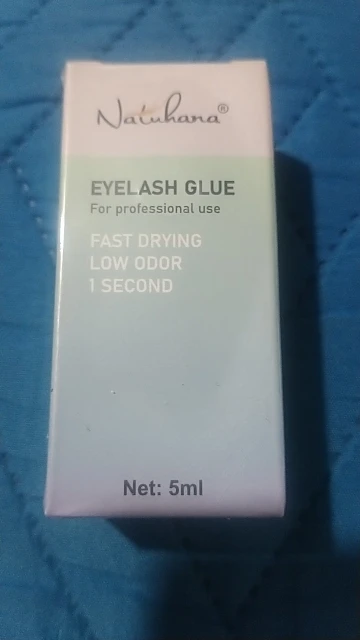 Natuhana®
EYELASH GLUE
For professional use
FAST DRYING
LOW ODOR
1 SECOND
Net: 5ml